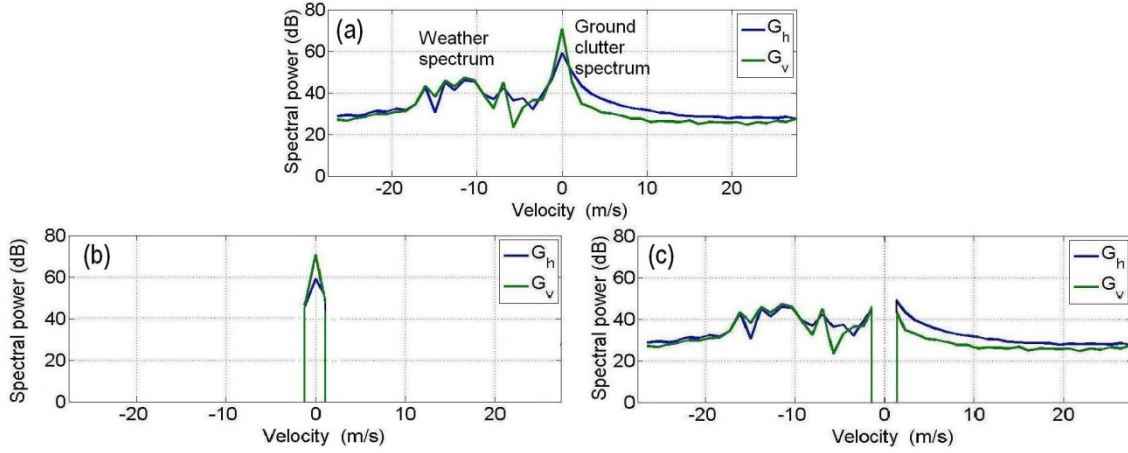 (a)
Weather
spectrum
Ground
clutter
spectrum
G_h
G_v
80
60
40
20
0
Spectral power (dB)
-20
-10
0
10
20
Velocity (m/s)
(b)
G_h
G_v
80
60
40
20
0
Spectral power (dB)
-20
-10
0
10
20
Velocity (m/s)
(c)
G_h
G_v
80
60
40
20
0
Spectral power (dB)
-20
-10
0
10
20
Velocity (m/s)